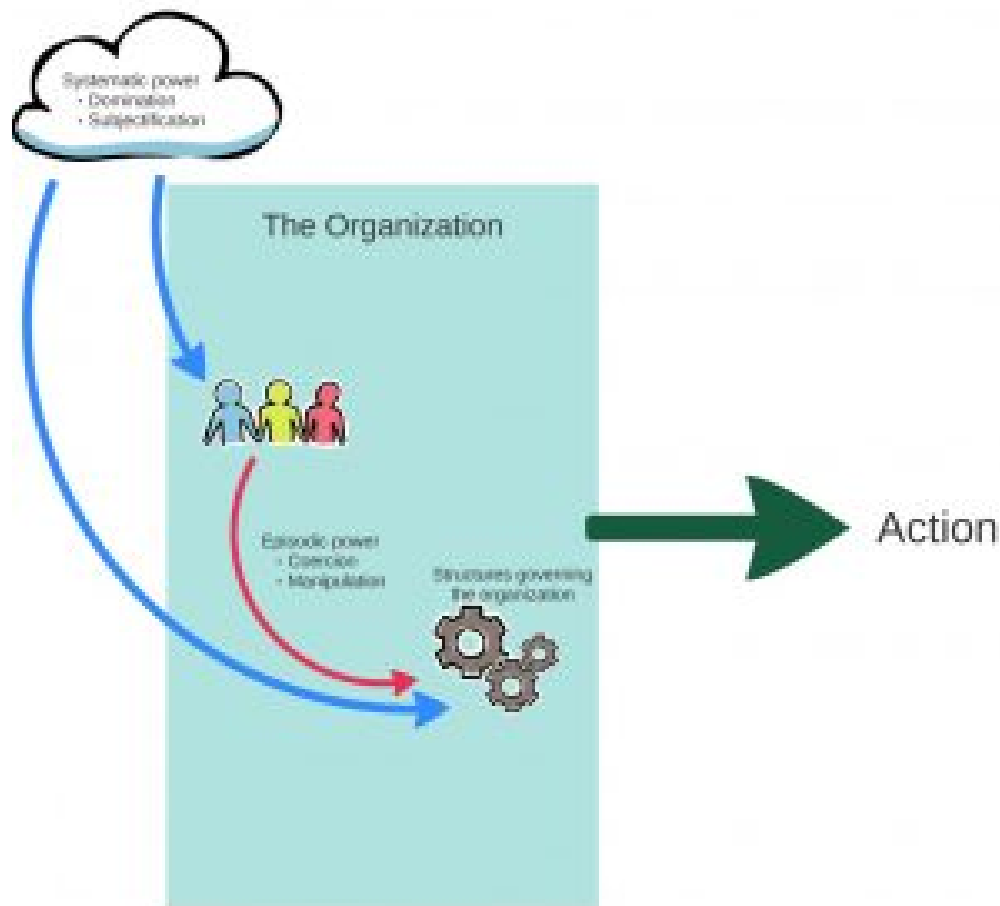 Systematic power
• Domination
• Subjectification
The Organization
Episodic power
• Coercion
• Manipulation
Structures governing
the organization
Action